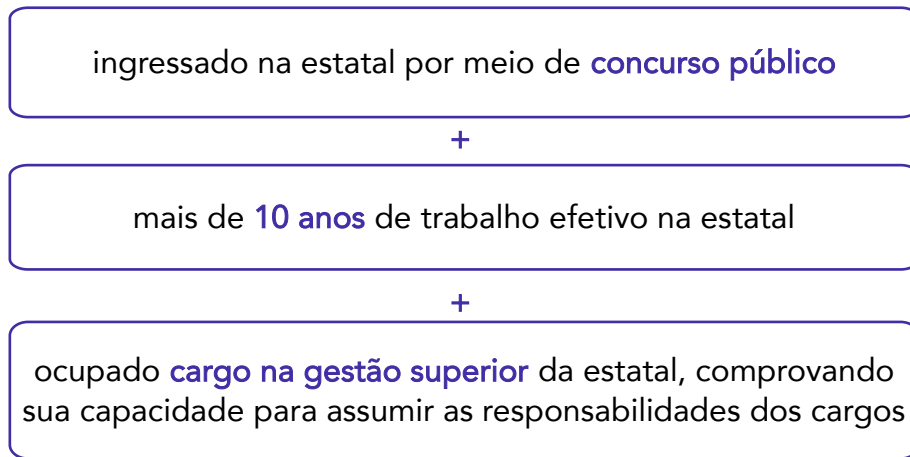 ingressado na estatal por meio de concurso público
+
mais de 10 anos de trabalho efetivo na estatal
+
ocupado cargo na gestão superior da estatal, comprovando
sua capacidade para assumir as responsabilidades dos cargos